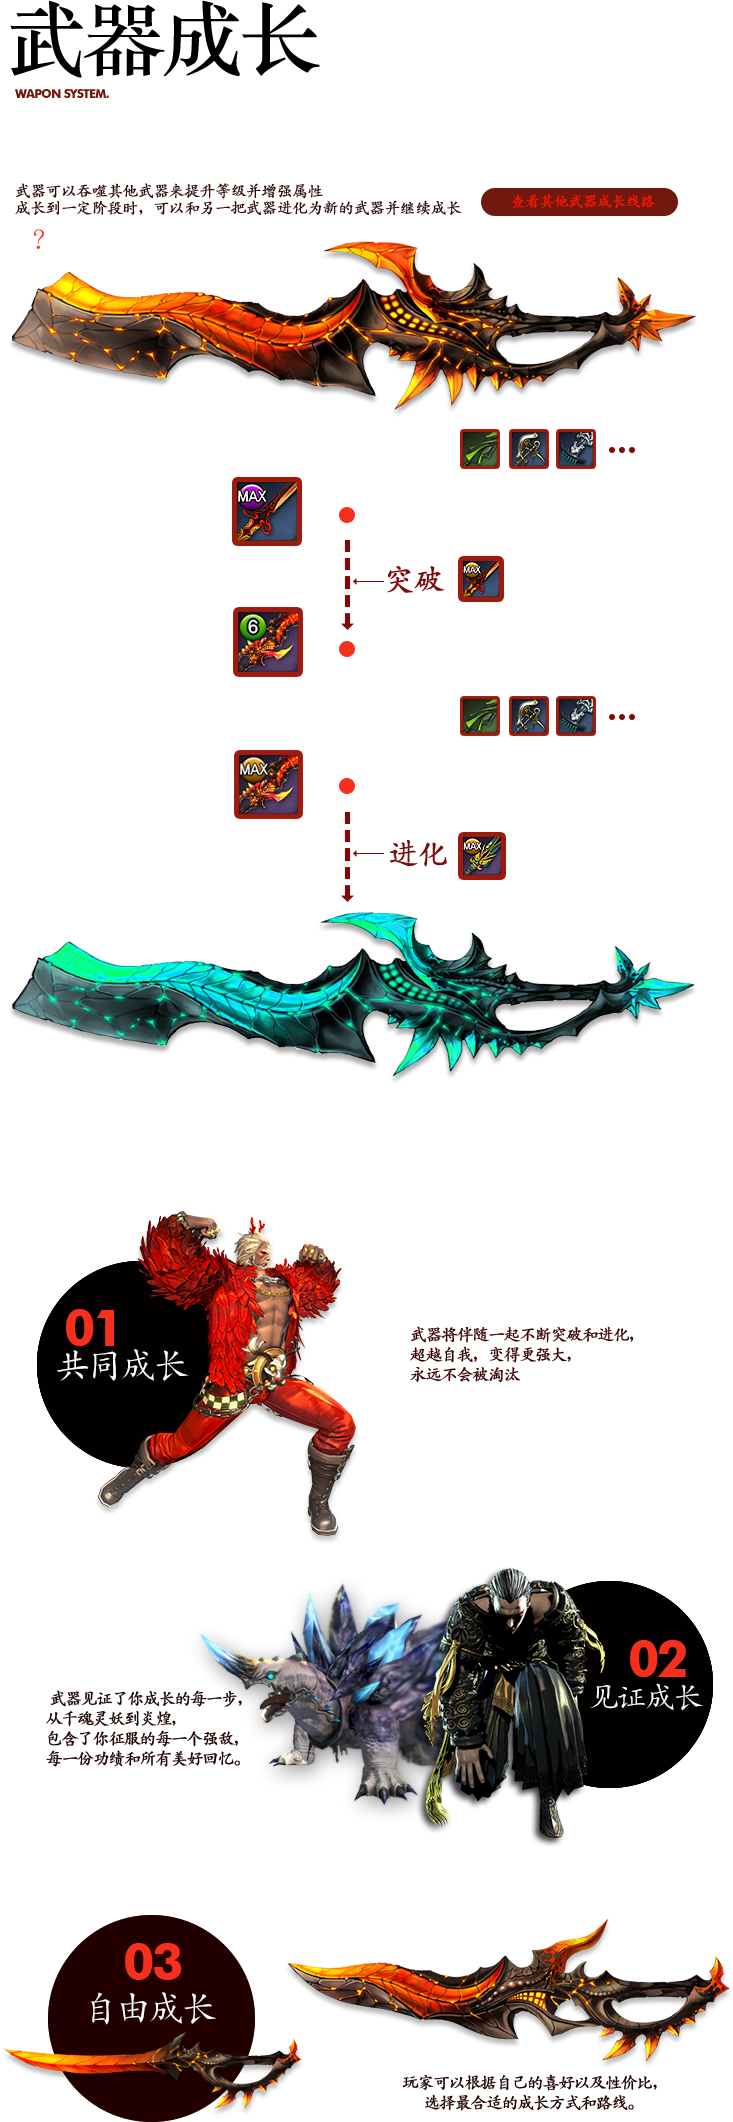 武器成长
WAPON SYSTEM.
武器可以吞噬其他武器来提升等级并增强属性
成长到一定阶段时，可以和另一把武器进化为新的武器并继续成长
查看其他武器成长线路
?
MAX
突破
MAX
6
MAX
进化
MAX
01
共同成长
武器将伴随一起不断突破和进化，
超越自我，变得更强大，
永远不会被淘汰
02
见证成长
武器见证了你成长的每一步，
从千魂灵妖到炎煌，
包含了你征服的每一个强敌，
每一份功绩和所有美好回忆。
03
自由成长
玩家可以根据自己的喜好以及性价比，
选择最合适的成长方式和路线。